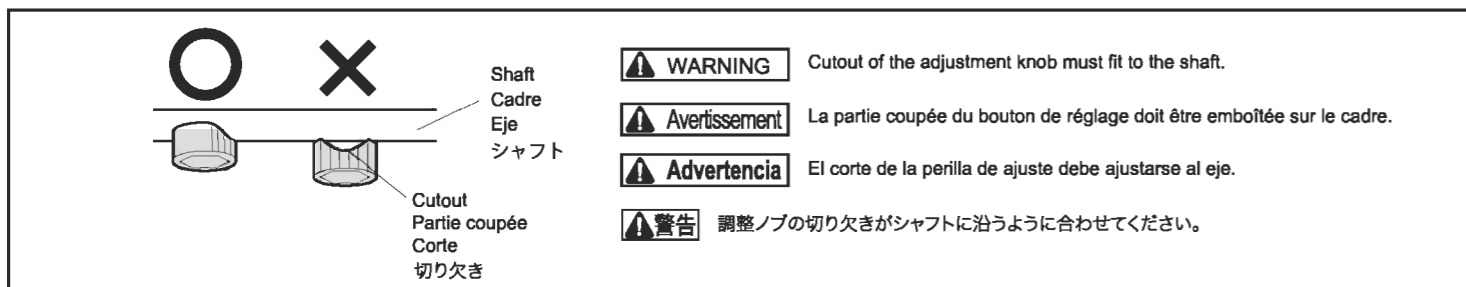 Shaft
Cadre
Eje
シャフト
Cutout
Partie coupée
Corte
切り欠き
WARNING Cutout of the adjustment knob must fit to the shaft.
Avertissement La partie coupée du bouton de réglage doit être emboîtée sur le cadre.
Advertencia El corte de la perilla de ajuste debe ajustarse al eje.
警告 調整ノブの切り欠きがシャフトに沿うように合わせてください。